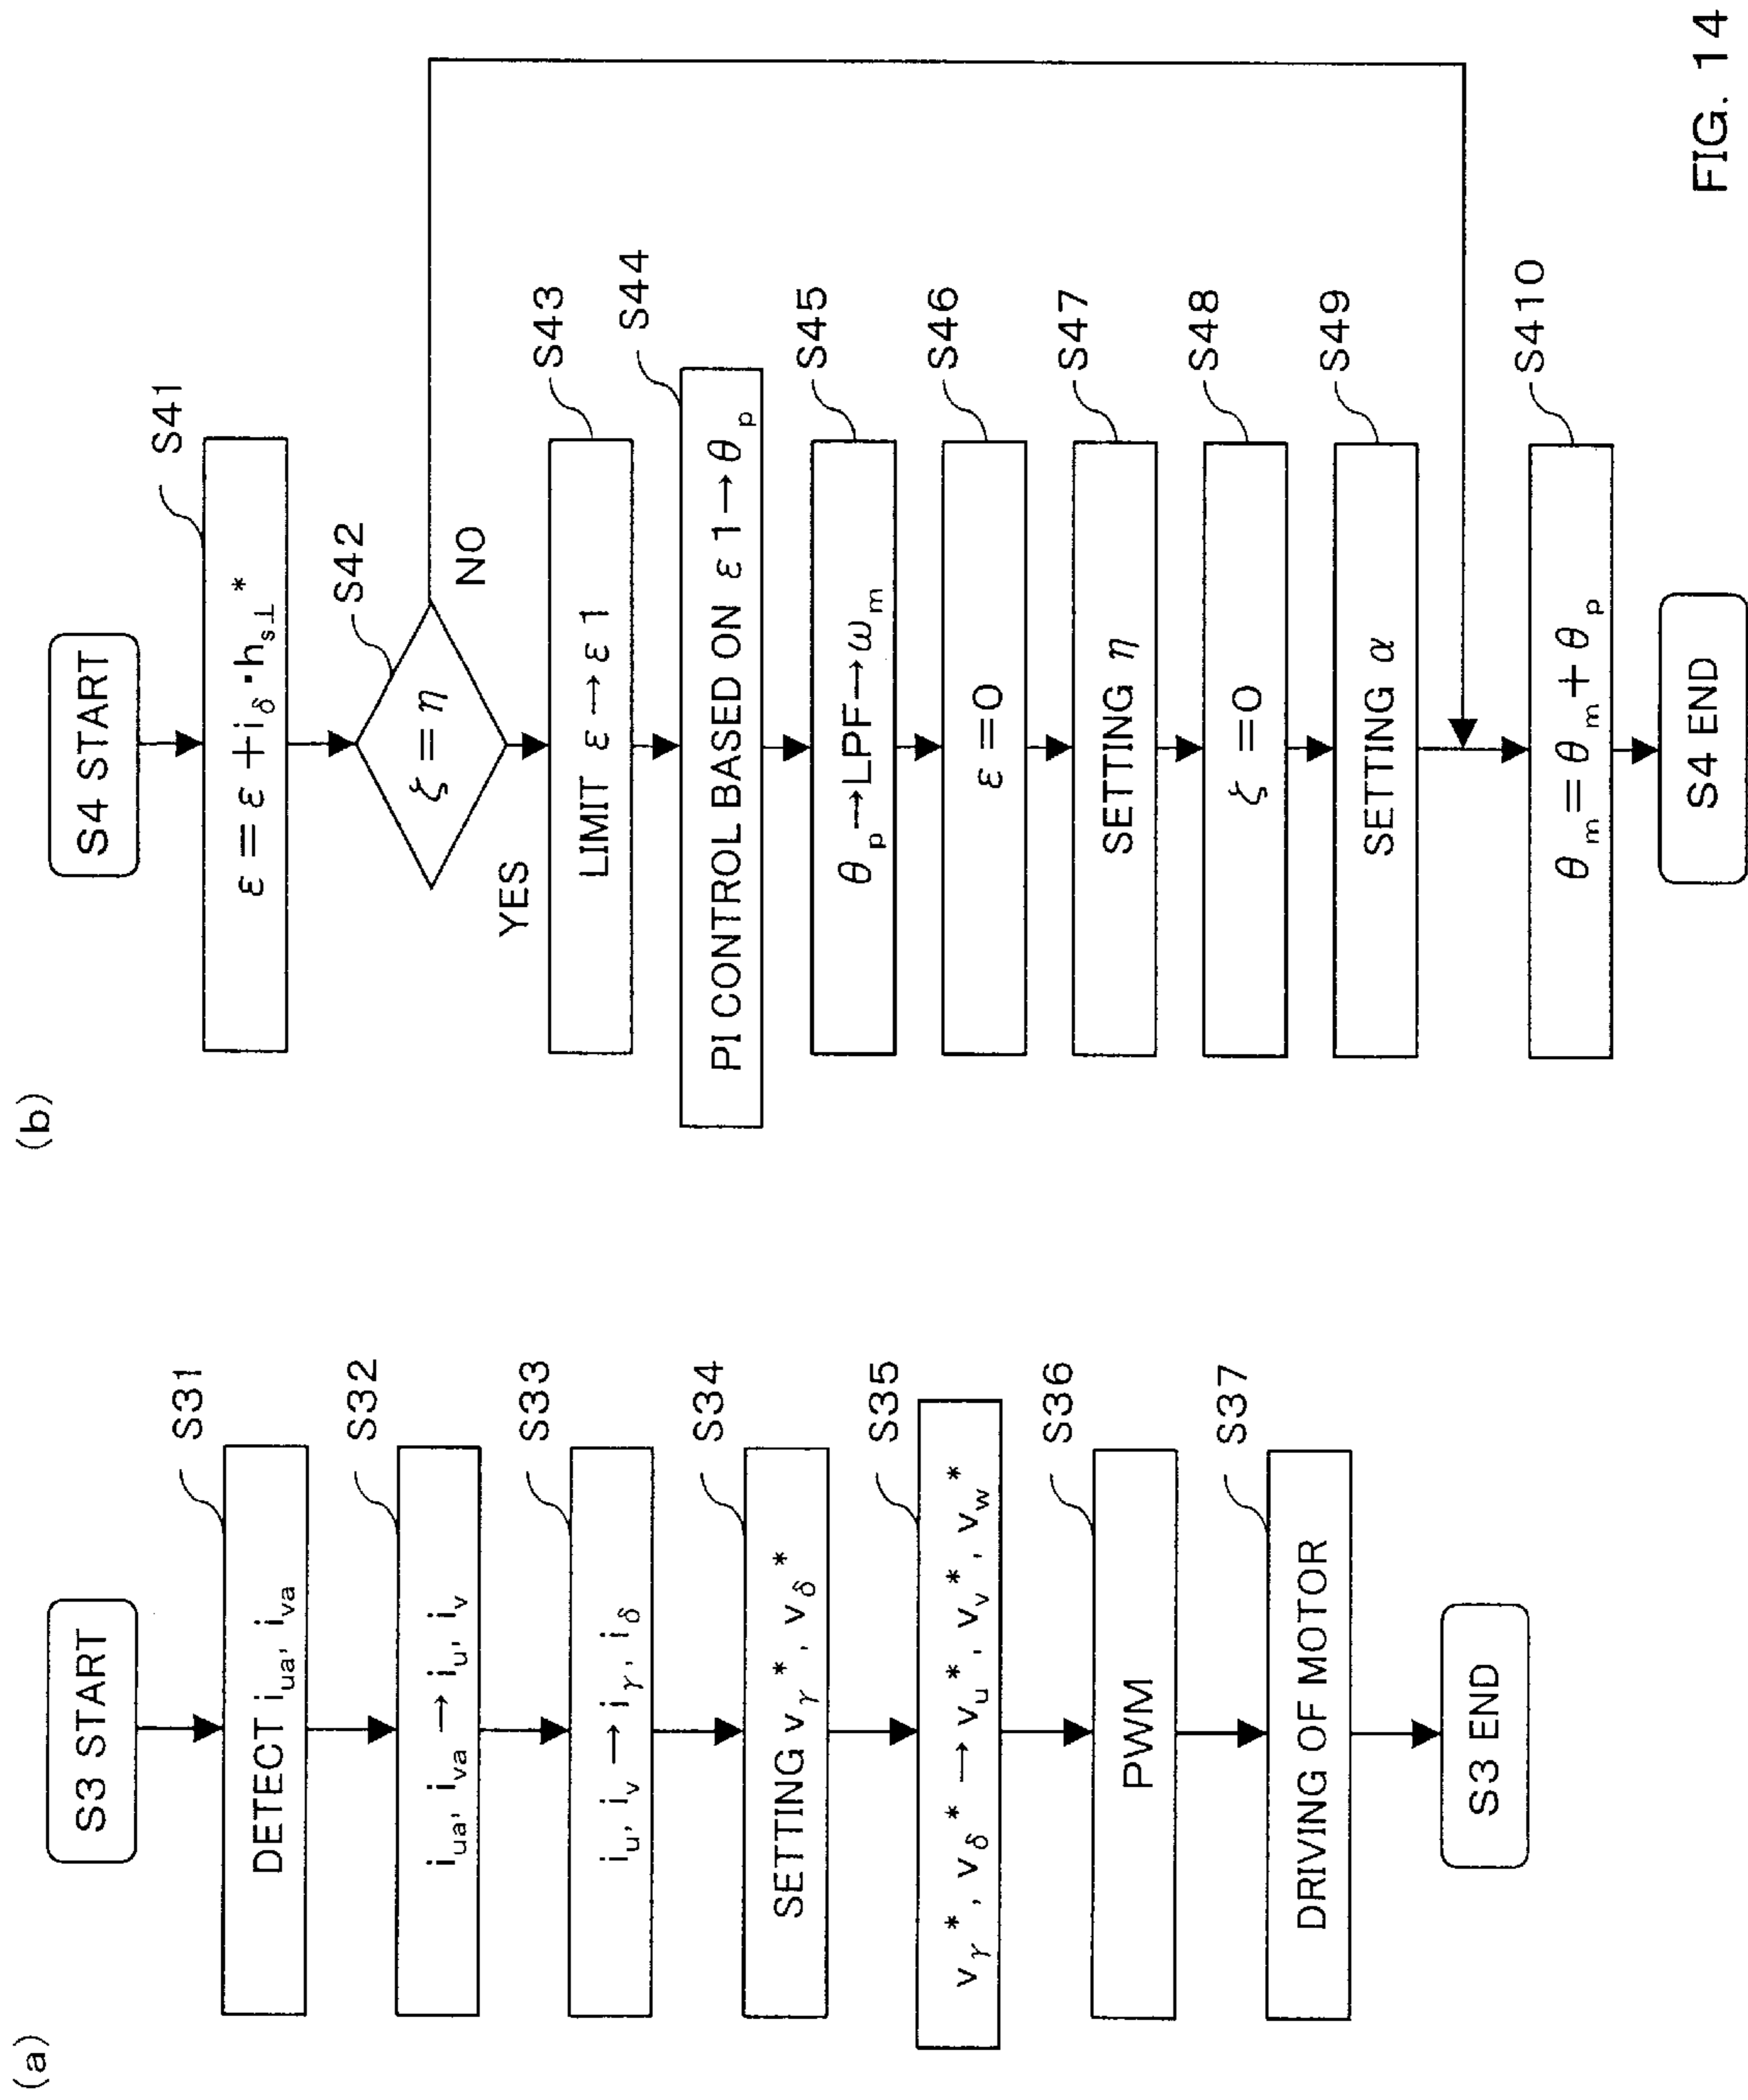 (a)
S3 START
S31
DETECT i_ua, i_va
S32
i_ua, i_va → i_u, i_v
S33
i_u, i_v → i_γ, i_δ
S34
SETTING v_γ*, v_δ*
S35
v_γ*, v_δ* → v_u*, v_v*, v_w*
S36
PWM
S37
DRIVING OF MOTOR
S3 END
(b)
S4 START
S41
ε = ε + i_δ · h_s⊥*
S42
ζ = η
NO
YES
S43
LIMIT ε → ε1
S44
PI CONTROL BASED ON ε1 → θ_p
S45
θ_p → LPF → ω_m
S46
ε = 0
S47
SETTING η
S48
ζ = 0
S49
SETTING α
S410
θ_m = θ_m + θ_p
S4 END
FIG. 14